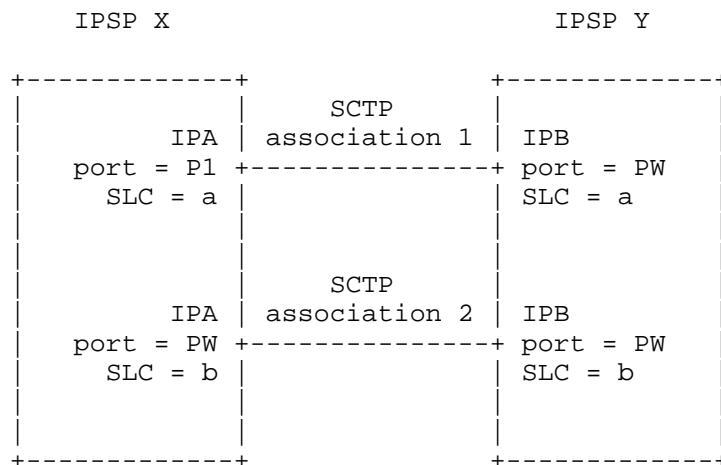 IPSP X IPSP Y
SCTP
IPA association 1 IPB
port = P1 port = PW
SLC = a SLC = a
SCTP
IPA association 2 IPB
port = PW port = PW
SLC = b SLC = b